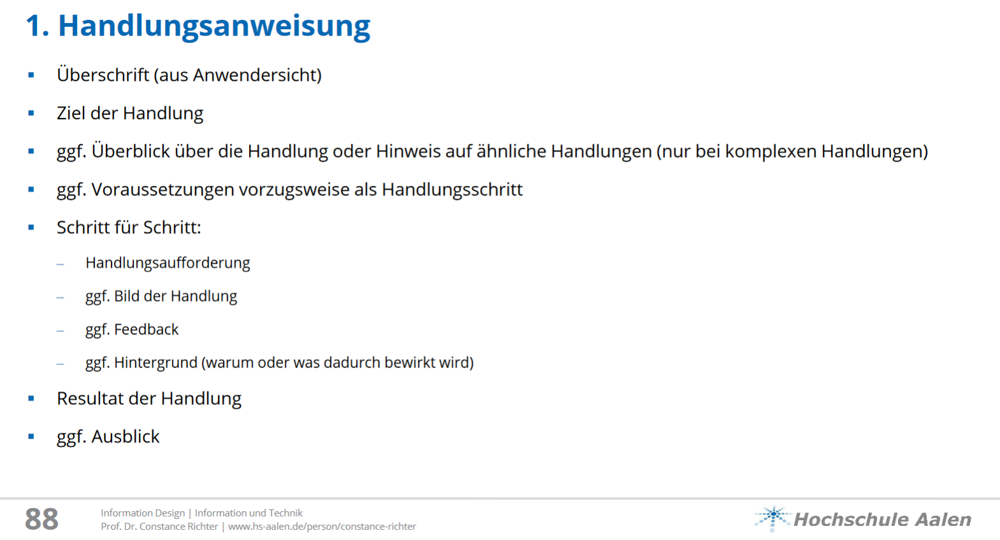 1. Handlungsanweisung
▪ Überschrift (aus Anwendersicht)
▪ Ziel der Handlung
▪ ggf. Überblick über die Handlung oder Hinweis auf ähnliche Handlungen (nur bei komplexen Handlungen)
▪ ggf. Voraussetzungen vorzugsweise als Handlungsschritt
▪ Schritt für Schritt:
– Handlungsaufforderung
– ggf. Bild der Handlung
– ggf. Feedback
– ggf. Hintergrund (warum oder was dadurch bewirkt wird)
▪ Resultat der Handlung
▪ ggf. Ausblick
88
Information Design | Information und Technik
Prof. Dr. Constance Richter | www.hs-aalen.de/person/constance-richter
Hochschule Aalen